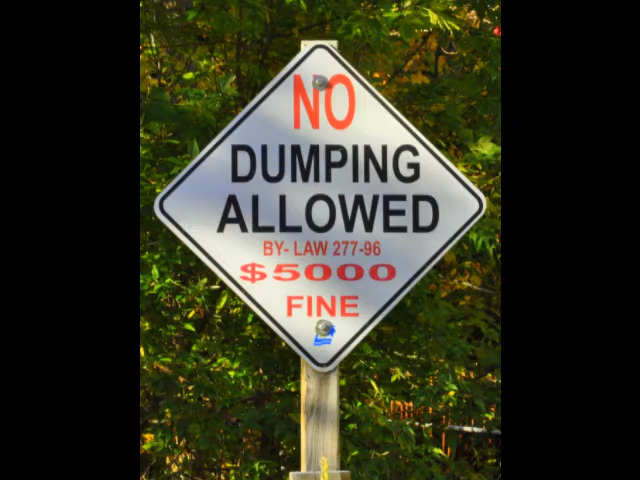 NO
DUMPING
ALLOWED
BY- LAW 277-96
$5000
FINE